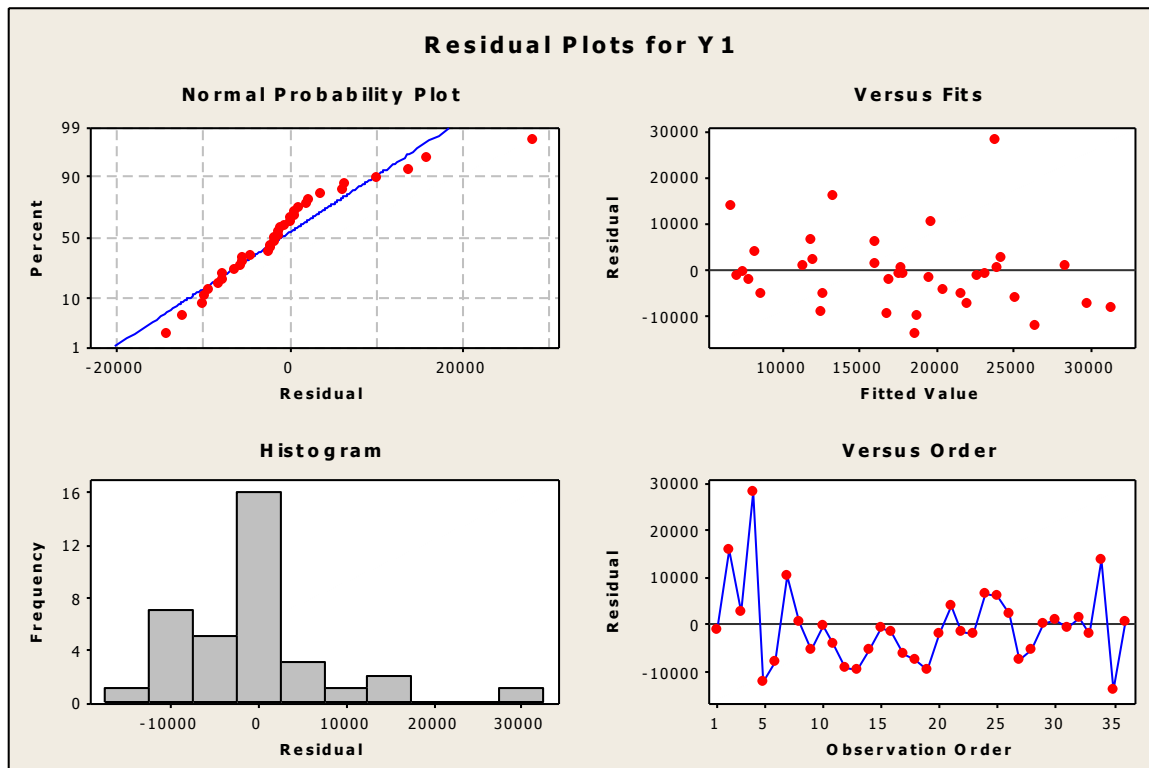 Residual Plots for Y1
Normal Probability Plot
Percent
99
90
50
10
1
-20000 0 20000
Residual
Versus Fits
Residual
30000
20000
10000
0
-10000
10000 15000 20000 25000 30000
Fitted Value
Histogram
Frequency
16
12
8
4
0
-10000 0 10000 20000 30000
Residual
Versus Order
Residual
30000
20000
10000
0
-10000
1 5 10 15 20 25 30 35
Observation Order